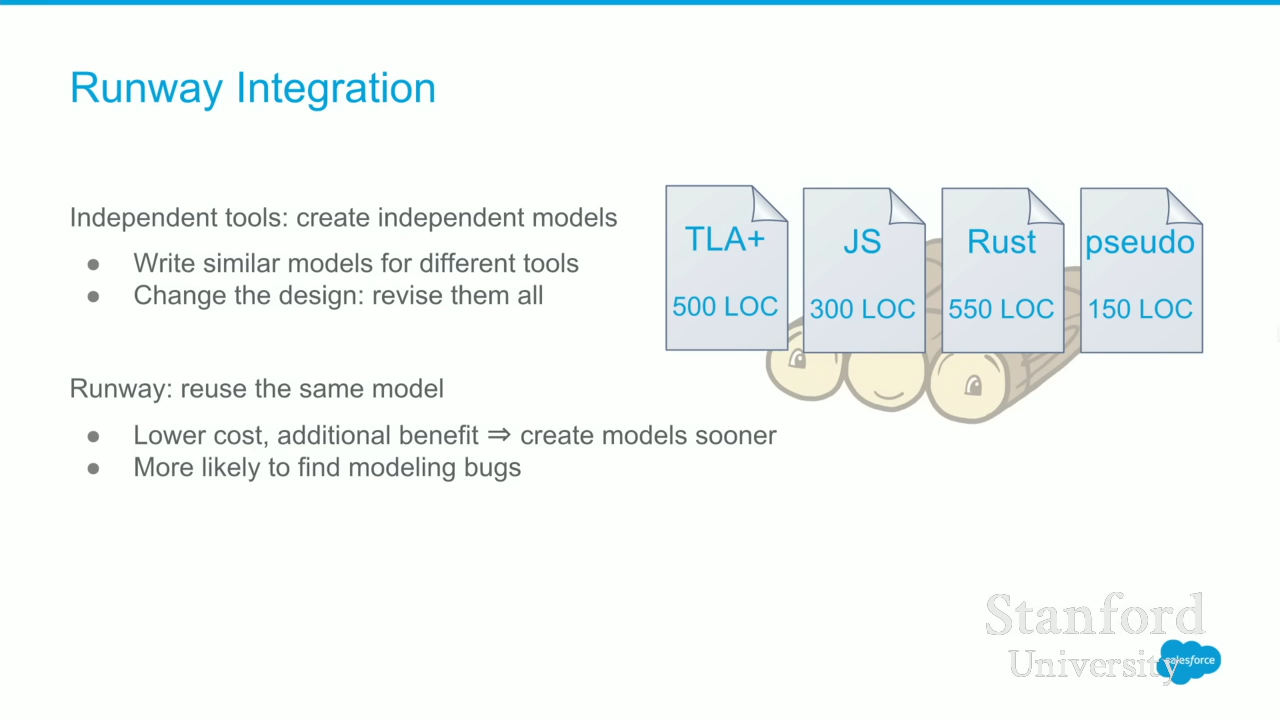 Runway Integration
Independent tools: create independent models
● Write similar models for different tools
● Change the design: revise them all
TLA+
500 LOC
JS
300 LOC
Rust
550 LOC
pseudo
150 LOC
Runway: reuse the same model
● Lower cost, additional benefit ⇒ create models sooner
● More likely to find modeling bugs
Stanford
University
salesforce